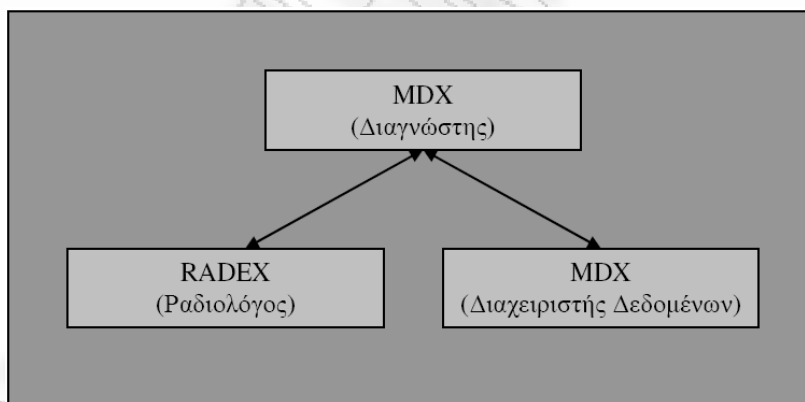 MDX
(Διαγνώστης)
RADEX
(Ραδιολόγος)
MDX
(Διαχειριστής Δεδομένων)